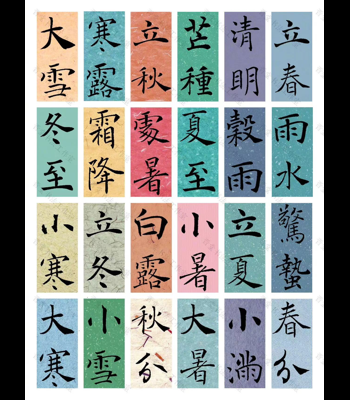 立春
雨水
驚蟄
春分
清明
穀雨
立夏
小滿
芒種
夏至
小暑
大暑
立秋
處暑
白露
秋分
寒露
霜降
立冬
小雪
大雪
冬至
小寒
大寒